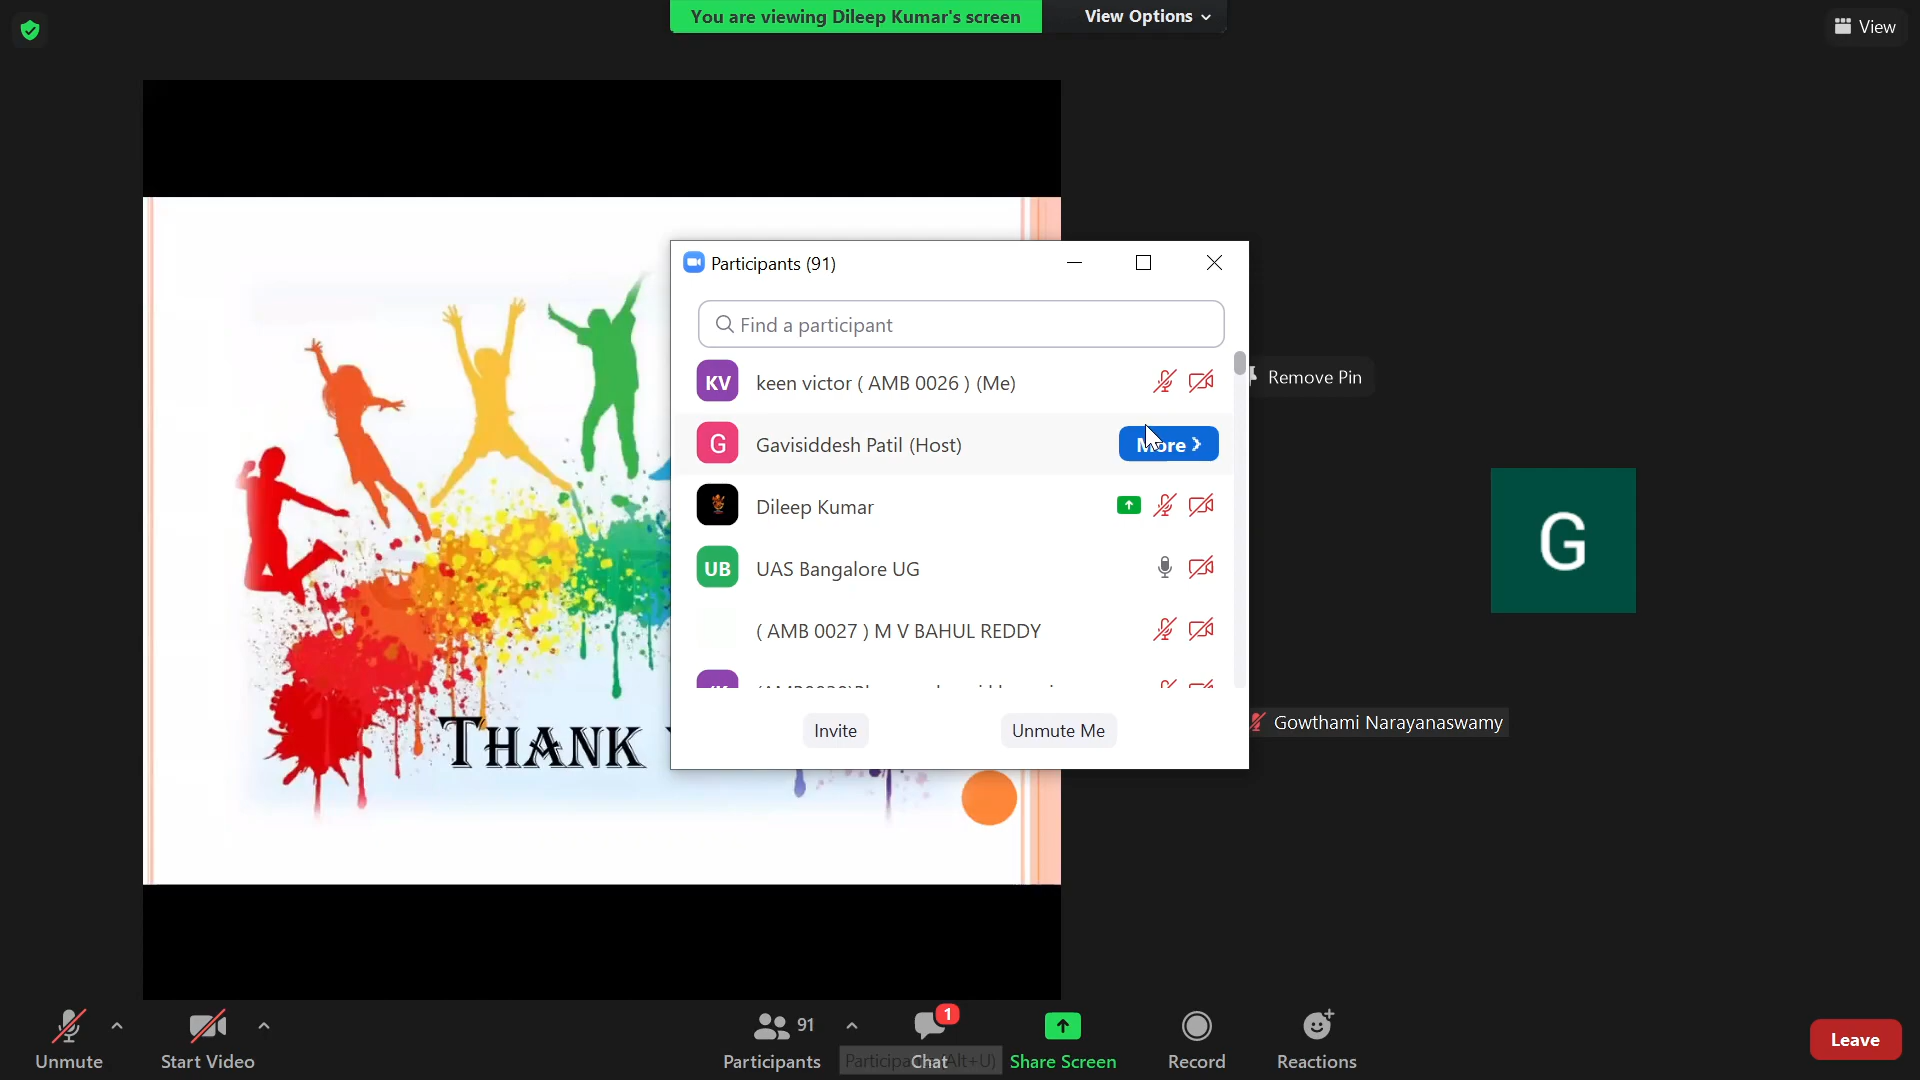 You are viewing Dileep Kumar's screen
View Options
View
Participants (91)
Find a participant
KV keen victor ( AMB 0026 ) (Me)
Remove Pin
G Gavisiddesh Patil (Host) More
Dileep Kumar
UB UAS Bangalore UG
G
( AMB 0027 ) M V BAHUL REDDY
Gowthami Narayanaswamy
Invite
Unmute Me
THANK
91
1
Unmute
Start Video
Participants
Chat
Share Screen
Record
Reactions
Leave